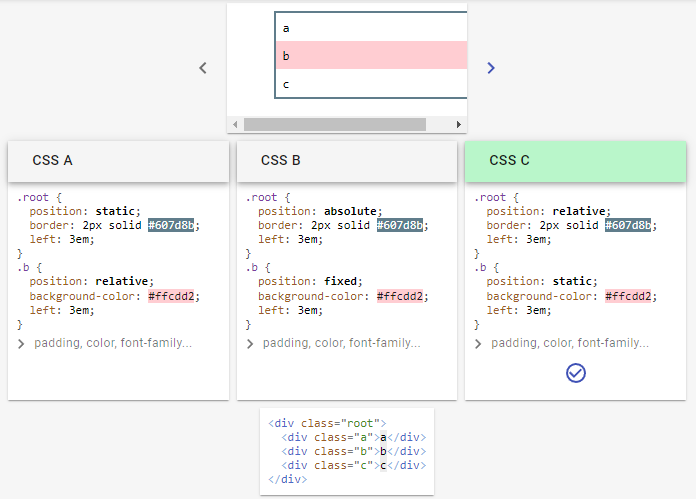 a
b
c
CSS A
.root {
  position: static;
  border: 2px solid #607d8b;
  left: 3em;
}
.b {
  position: relative;
  background-color: #ffcdd2;
  left: 3em;
}
padding, color, font-family...
CSS B
.root {
  position: absolute;
  border: 2px solid #607d8b;
  left: 3em;
}
.b {
  position: fixed;
  background-color: #ffcdd2;
  left: 3em;
}
padding, color, font-family...
CSS C
.root {
  position: relative;
  border: 2px solid #607d8b;
  left: 3em;
}
.b {
  position: static;
  background-color: #ffcdd2;
  left: 3em;
}
padding, color, font-family...
<div class="root">
  <div class="a">a</div>
  <div class="b">b</div>
  <div class="c">c</div>
</div>